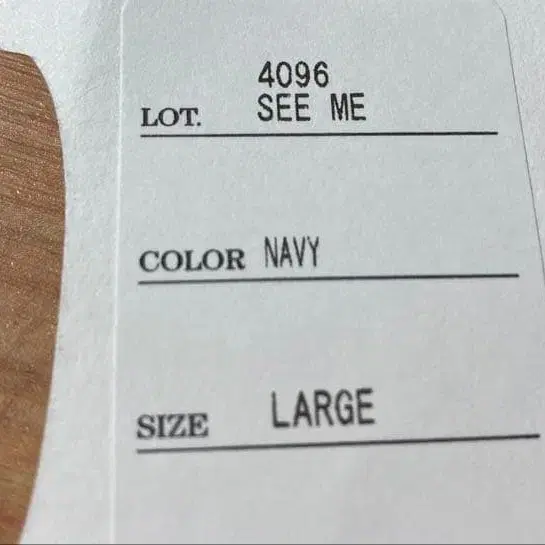 4096
LOT. SEE ME
COLOR NAVY
SIZE LARGE